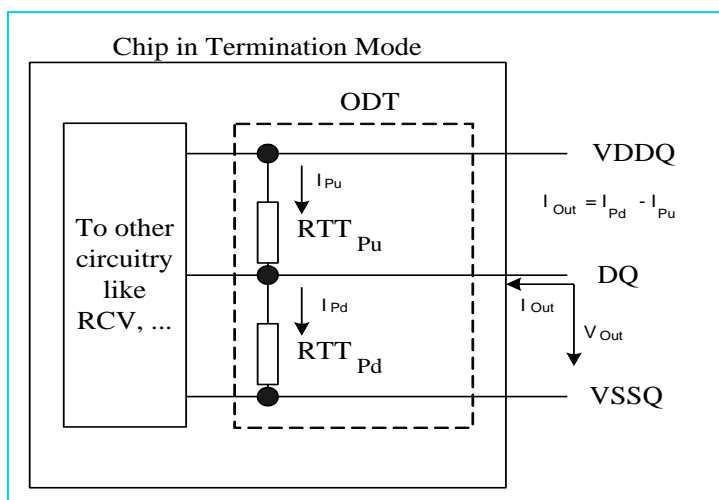 Chip in Termination Mode
ODT
To other
circuitry
like
RCV, ...
I Pu
RTT Pu
I Pd
RTT Pd
VDDQ
I Out = I Pd - I Pu
DQ
I Out
V Out
VSSQ